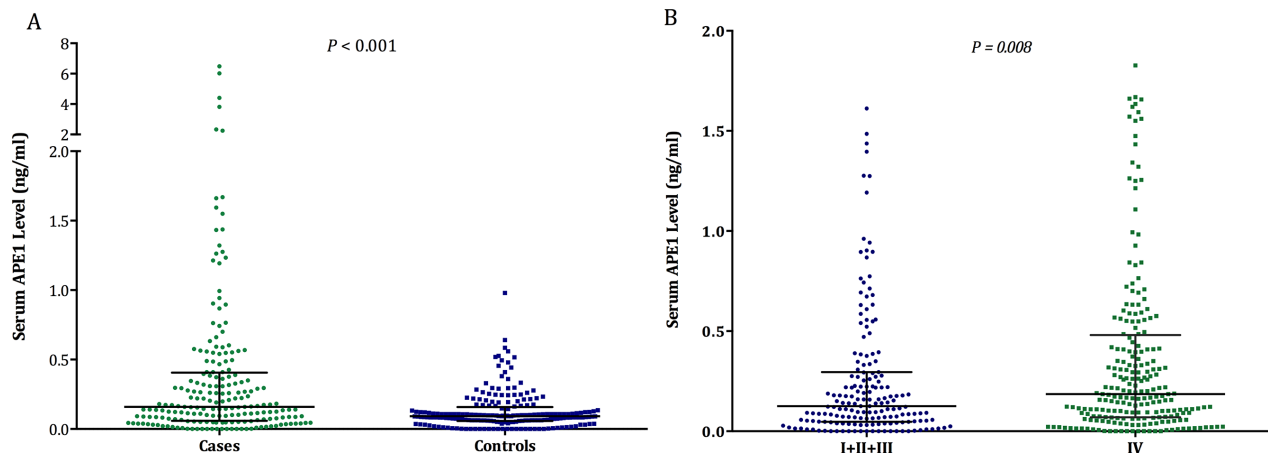 A
P < 0.001
Serum APE1 Level (ng/ml)
8
6
4
2
2.0
1.5
1.0
0.5
0.0
Cases
Controls
B
P = 0.008
Serum APE1 Level (ng/ml)
2.0
1.5
1.0
0.5
0.0
I+II+III
IV